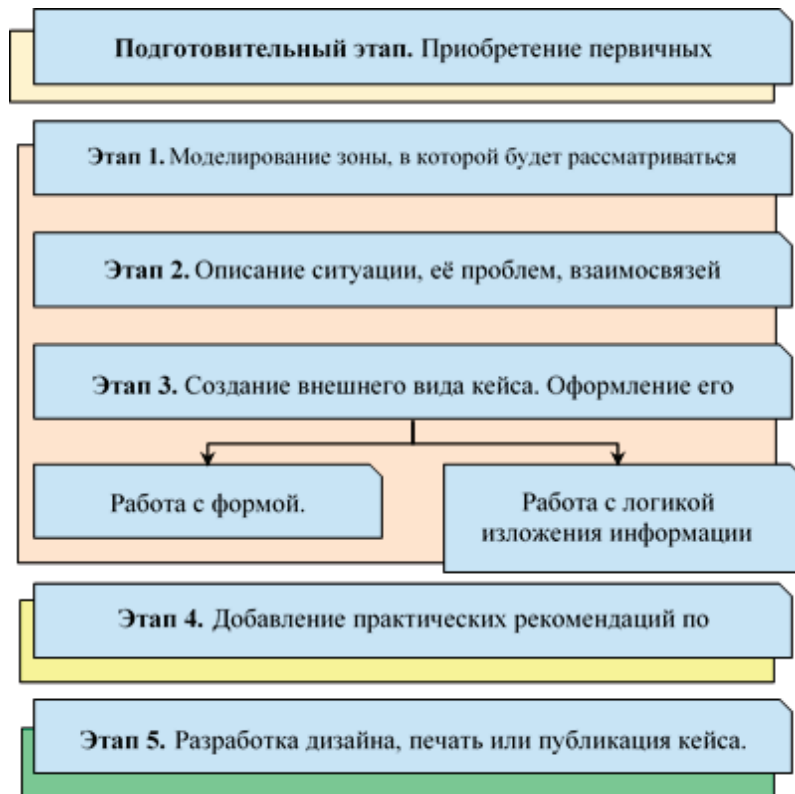 Подготовительный этап. Приобретение первичных
Этап 1. Моделирование зоны, в которой будет рассматриваться
Этап 2. Описание ситуации, её проблем, взаимосвязей
Этап 3. Создание внешнего вида кейса. Оформление его
Работа с формой.
Работа с логикой
изложения информации
Этап 4. Добавление практических рекомендаций по
Этап 5. Разработка дизайна, печать или публикация кейса.